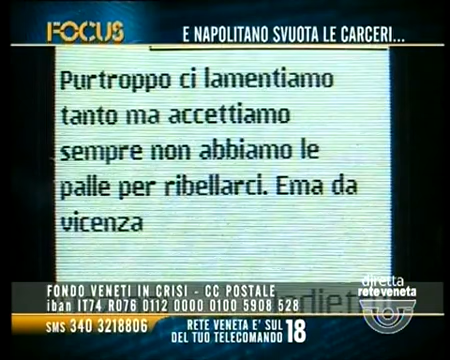 FOCUS
E NAPOLITANO SVUOTA LE CARCERI...
Purtroppo ci lamentiamo
tanto ma accettiamo
sempre non abbiamo le
palle per ribellarci. Ema da
vicenza
diretta
reteveneta
FONDO VENETI IN CRISI - CC POSTALE
iban IT74 R076 0112 0000 0100 5908 528
SMS 340 3218806
RETE VENETA E' SUL
DEL TUO TELECOMANDO 18